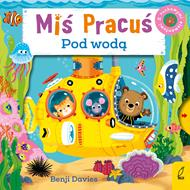 Miś Pracuś
Pod wodą
Benji Davies